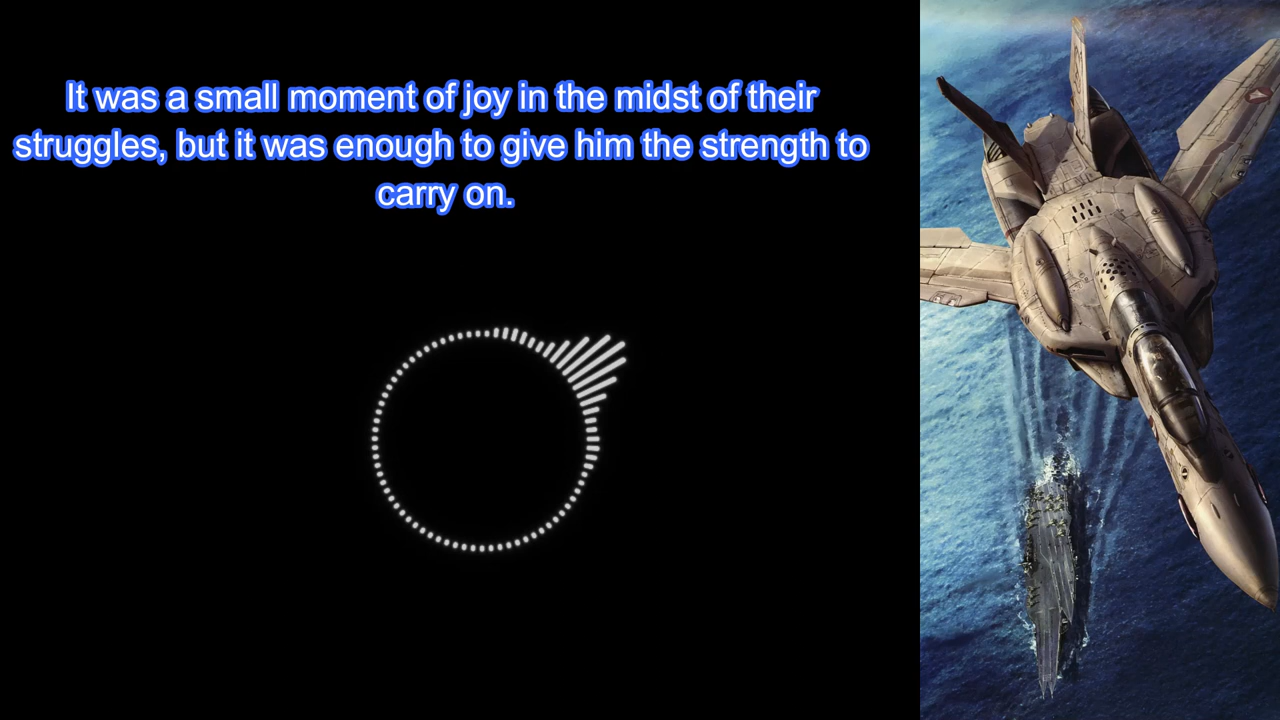 It was a small moment of joy in the midst of their
struggles, but it was enough to give him the strength to
carry on.